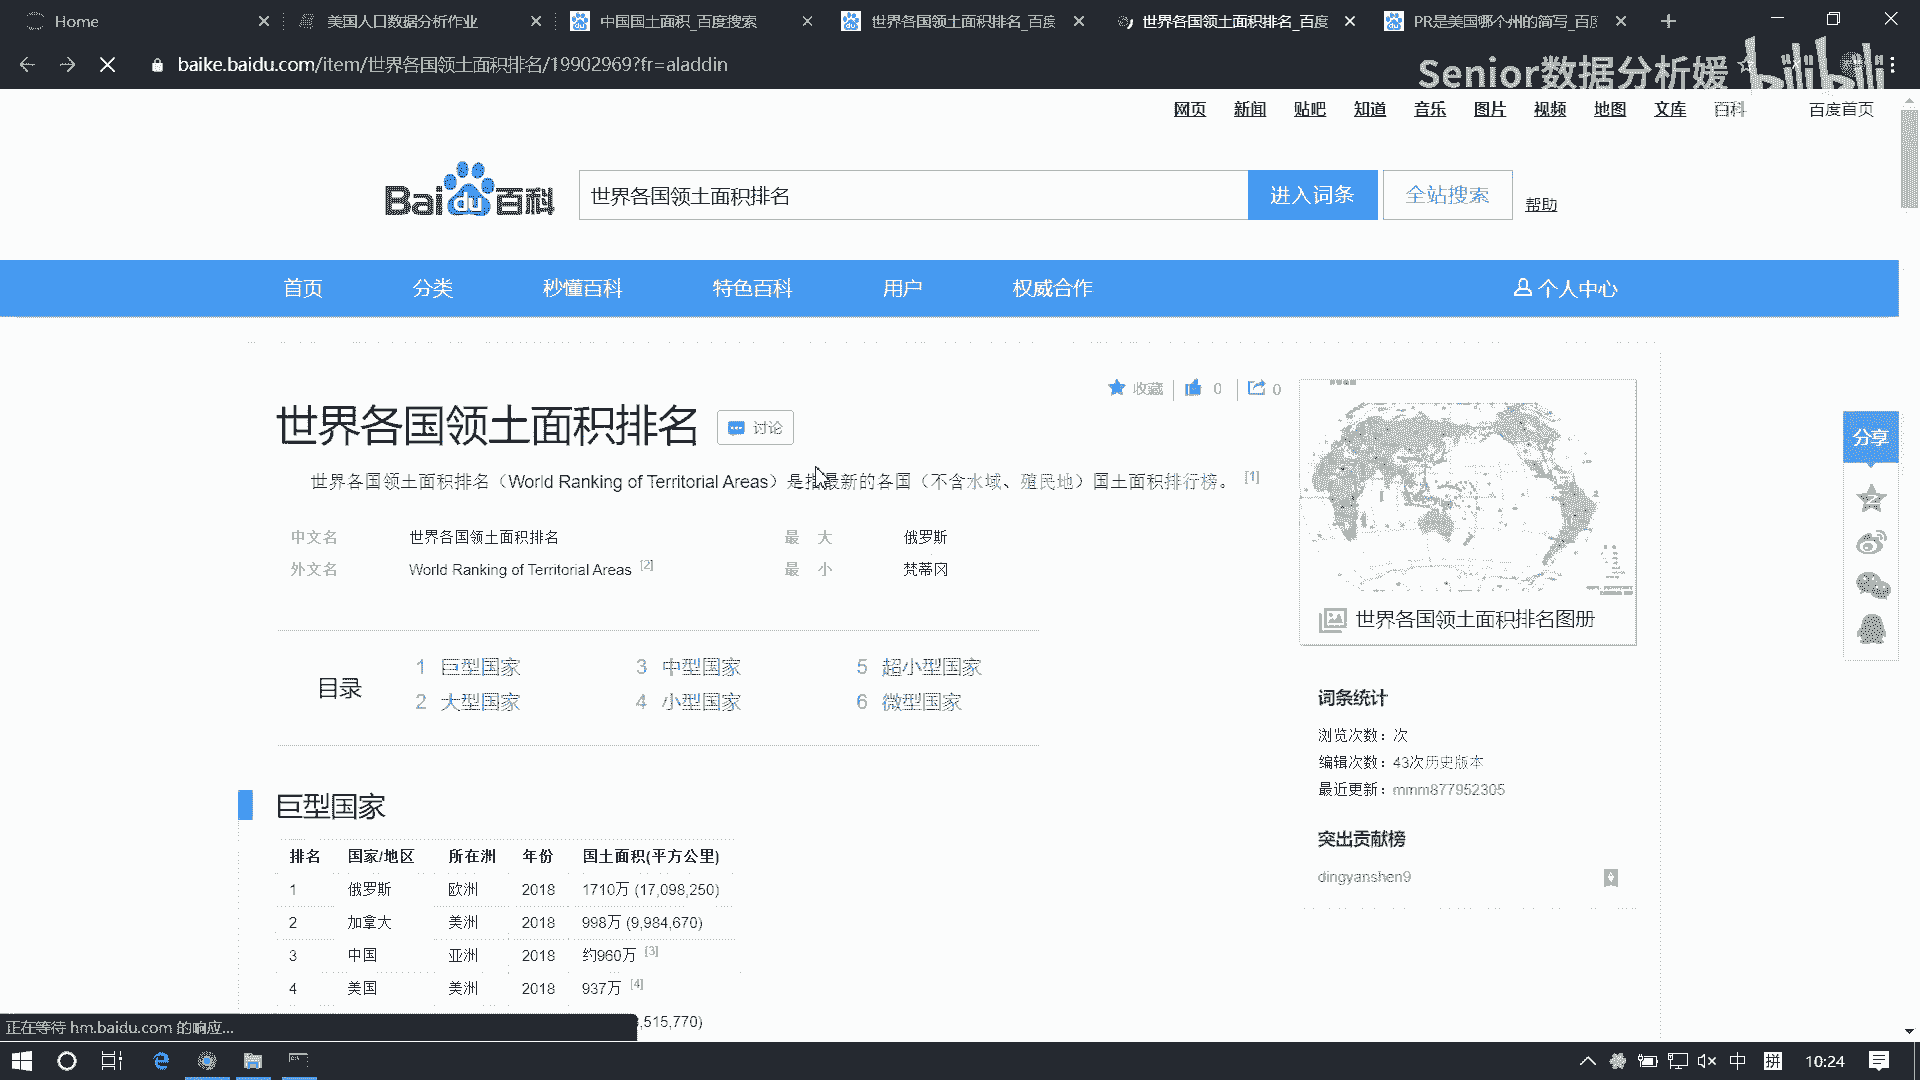 Home
美国人口数据分析作业
中国国土面积_百度搜索
世界各国领土面积排名_百度
世界各国领土面积排名_百度
PR是美国哪个州的简写_百度
baike.baidu.com/item/世界各国领土面积排名/19902969?fr=aladdin
Senior数据分析媛 bilibili
网页 新闻 贴吧 知道 音乐 图片 视频 地图 文库 百科 百度首页
Baidu百科
世界各国领土面积排名
进入词条
全站搜索
帮助
首页 分类 秒懂百科 特色百科 用户 权威合作 个人中心
收藏 0 0
世界各国领土面积排名
讨论
世界各国领土面积排名（World Ranking of Territorial Areas）是指最新的各国（不含水域、殖民地）国土面积排行榜。 [1]
中文名 世界各国领土面积排名 最 大 俄罗斯
外文名 World Ranking of Territorial Areas [2] 最 小 梵蒂冈
世界各国领土面积排名图册
分享
目录
1 巨型国家 3 中型国家 5 超小型国家
2 大型国家 4 小型国家 6 微型国家
词条统计
浏览次数：次
编辑次数：43次历史版本
最近更新：mmm877952305
突出贡献榜
dingyanshen9
巨型国家
排名 国家/地区 所在洲 年份 国土面积(平方公里)
1 俄罗斯 欧洲 2018 1710万 (17,098,250)
2 加拿大 美洲 2018 998万 (9,984,670)
3 中国 亚洲 2018 约960万 [3]
4 美国 美洲 2018 937万 [4]
,515,770)
正在等待 hm.baidu.com 的响应...
中 拼 10:24